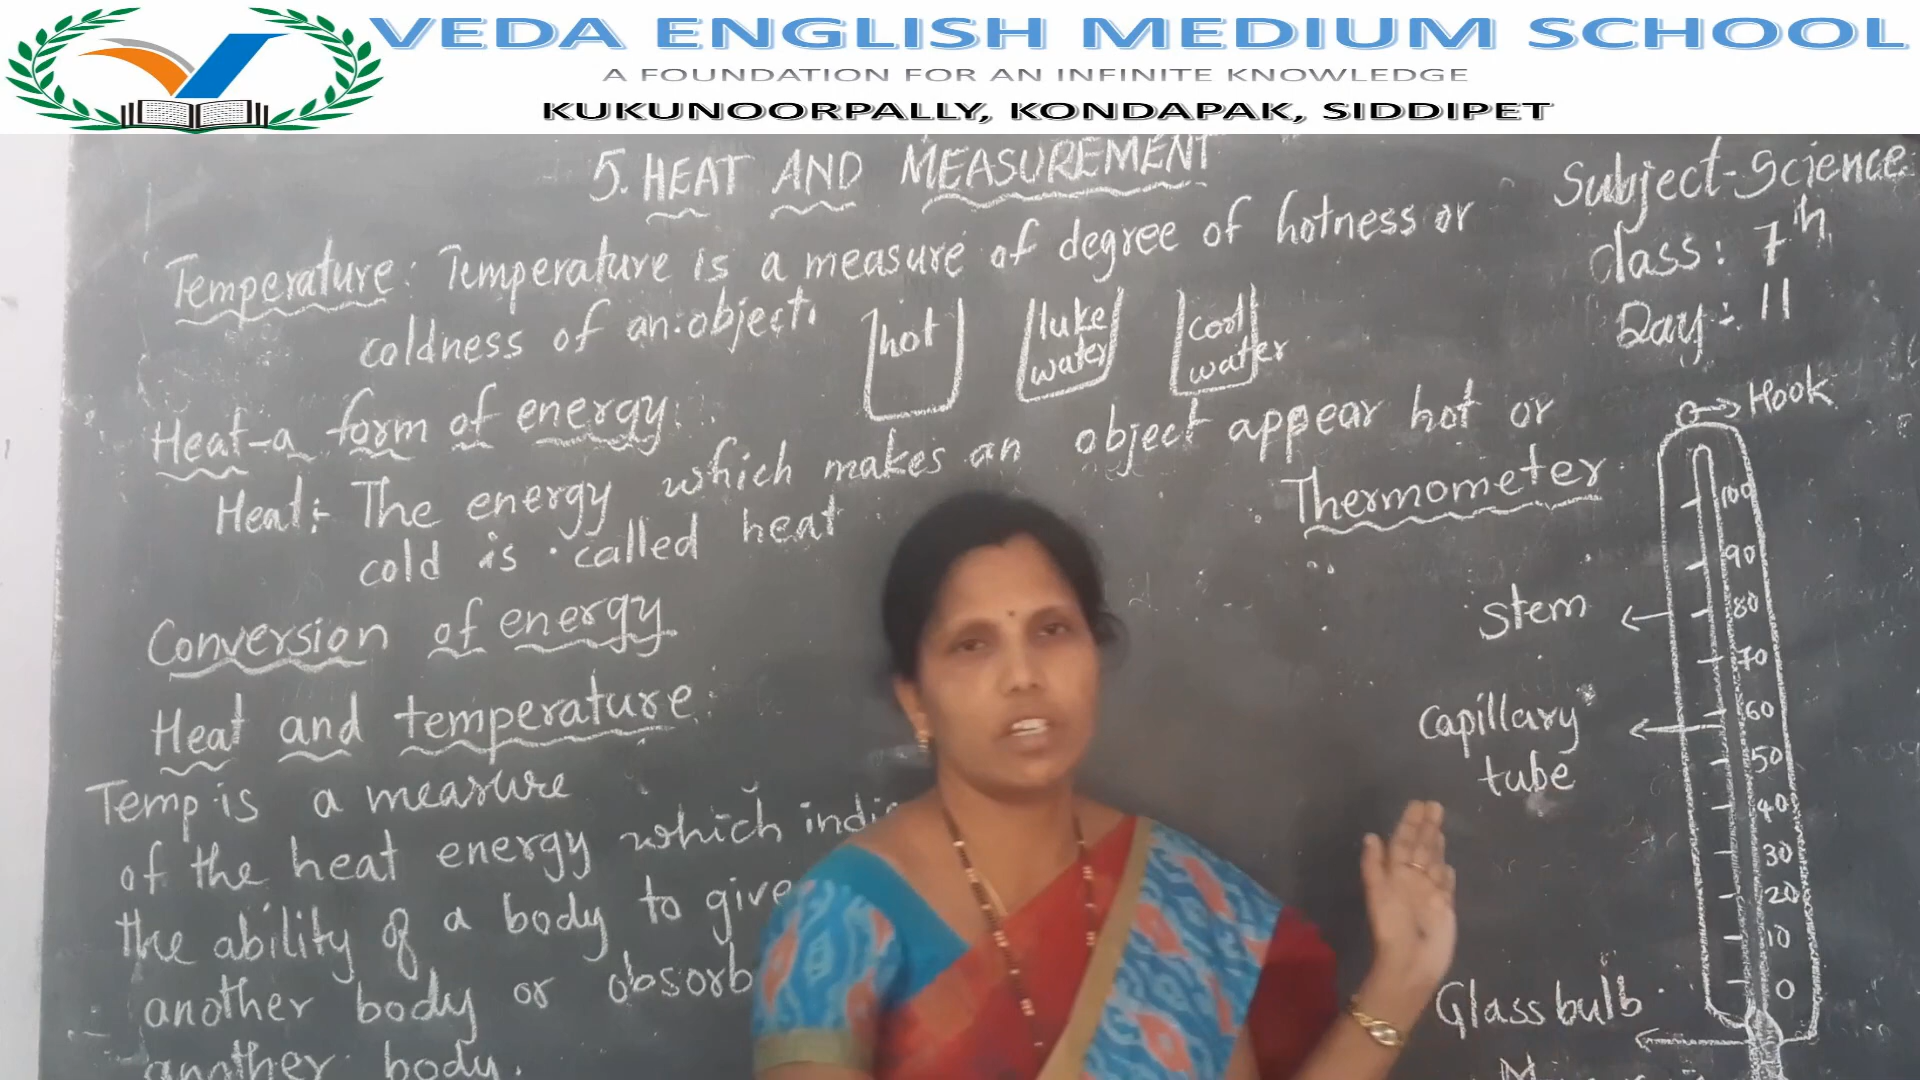 VEDA ENGLISH MEDIUM SCHOOL
A FOUNDATION FOR AN INFINITE KNOWLEDGE
KUKUNOORPALLY, KONDAPAK, SIDDIPET
5. HEAT AND MEASUREMENT
Subject-Science
class: 7th
Day:- 11
Temperature: Temperature is a measure of degree of hotness or
coldness of an object.
hot
luke
water
cool
water
Heat-a form of energy.
Heat:- The energy which makes an object appear hot or
cold is called heat
Conversion of energy
Heat and temperature
Temp is a measure
of the heat energy which indi
the ability of a body to give
another body or absorb
another body.
Thermometer
Hook
Stem
Capillary
tube
Glass bulb
100
90
80
70
60
50
40
30
20
10
0